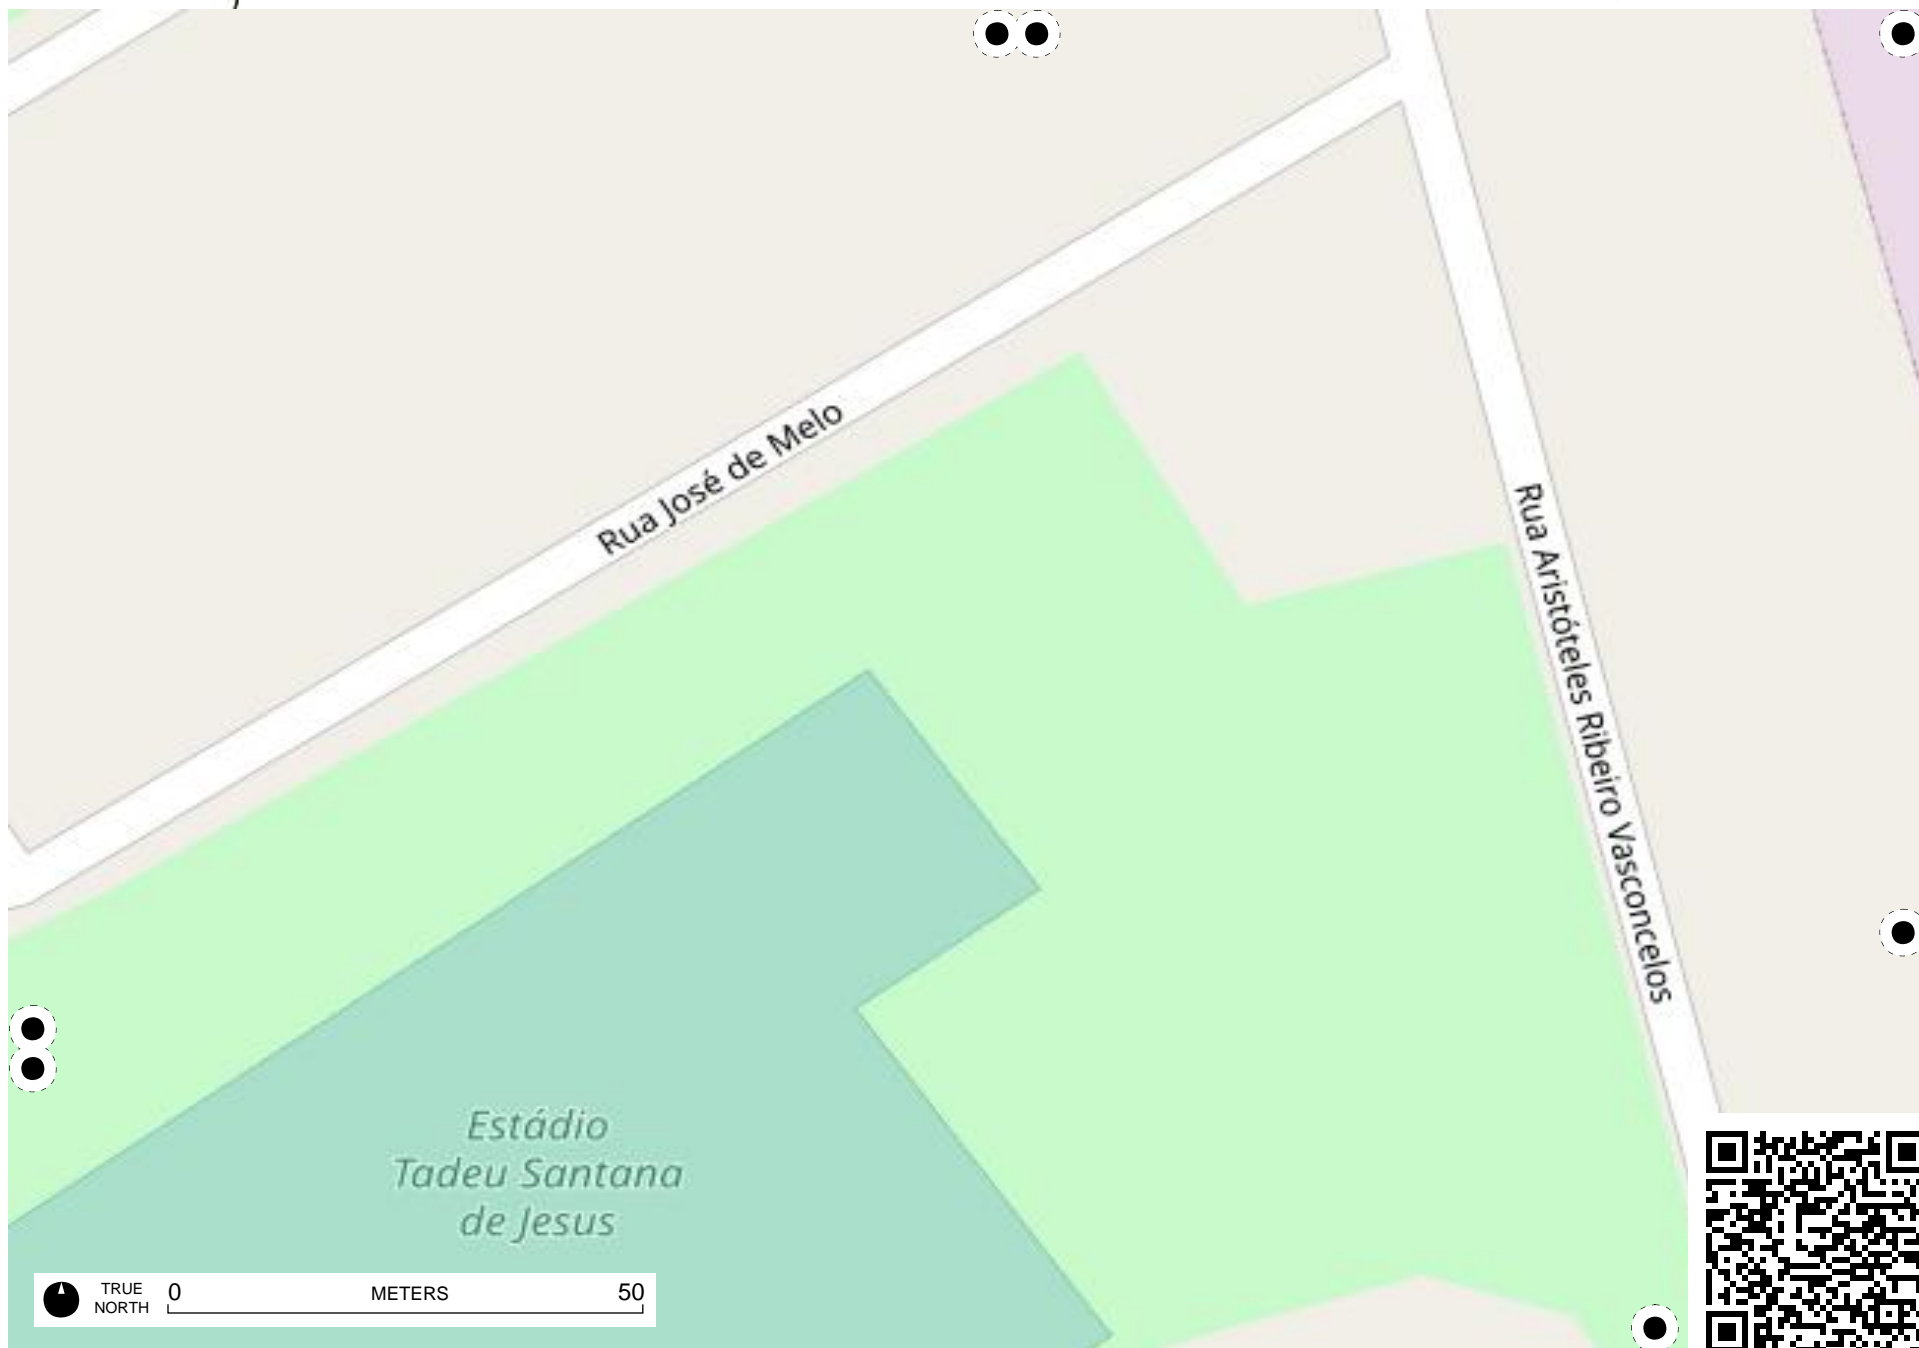 Rua José de Melo
Rua Aristóteles Ribeiro Vasconcelos
Estádio
Tadeu Santana
de Jesus
TRUE
NORTH
0 METERS 50